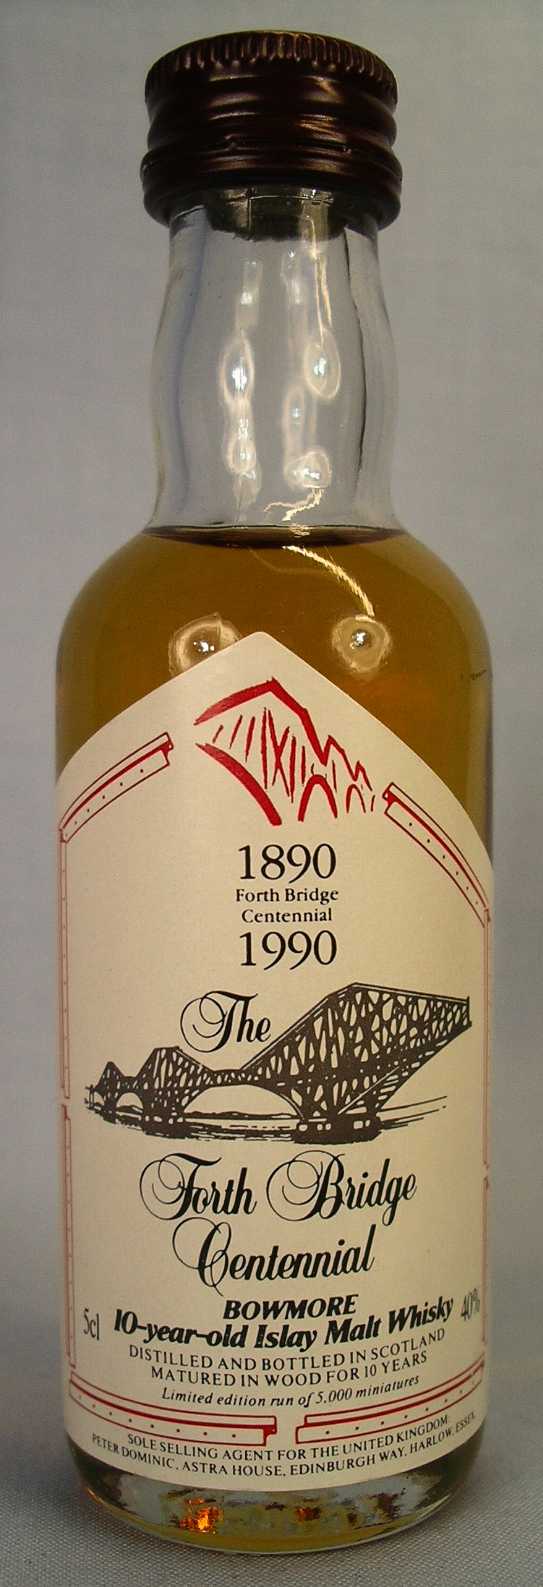 1890
Forth Bridge
Centennial
1990
The
Forth Bridge
Centennial
BOWMORE
5cl 10-year-old Islay Malt Whisky 40%
DISTILLED AND BOTTLED IN SCOTLAND
MATURED IN WOOD FOR 10 YEARS
Limited edition run of 5,000 miniatures
SOLE SELLING AGENT FOR THE UNITED KINGDOM:
PETER DOMINIC, ASTRA HOUSE, EDINBURGH WAY, HARLOW, ESSEX